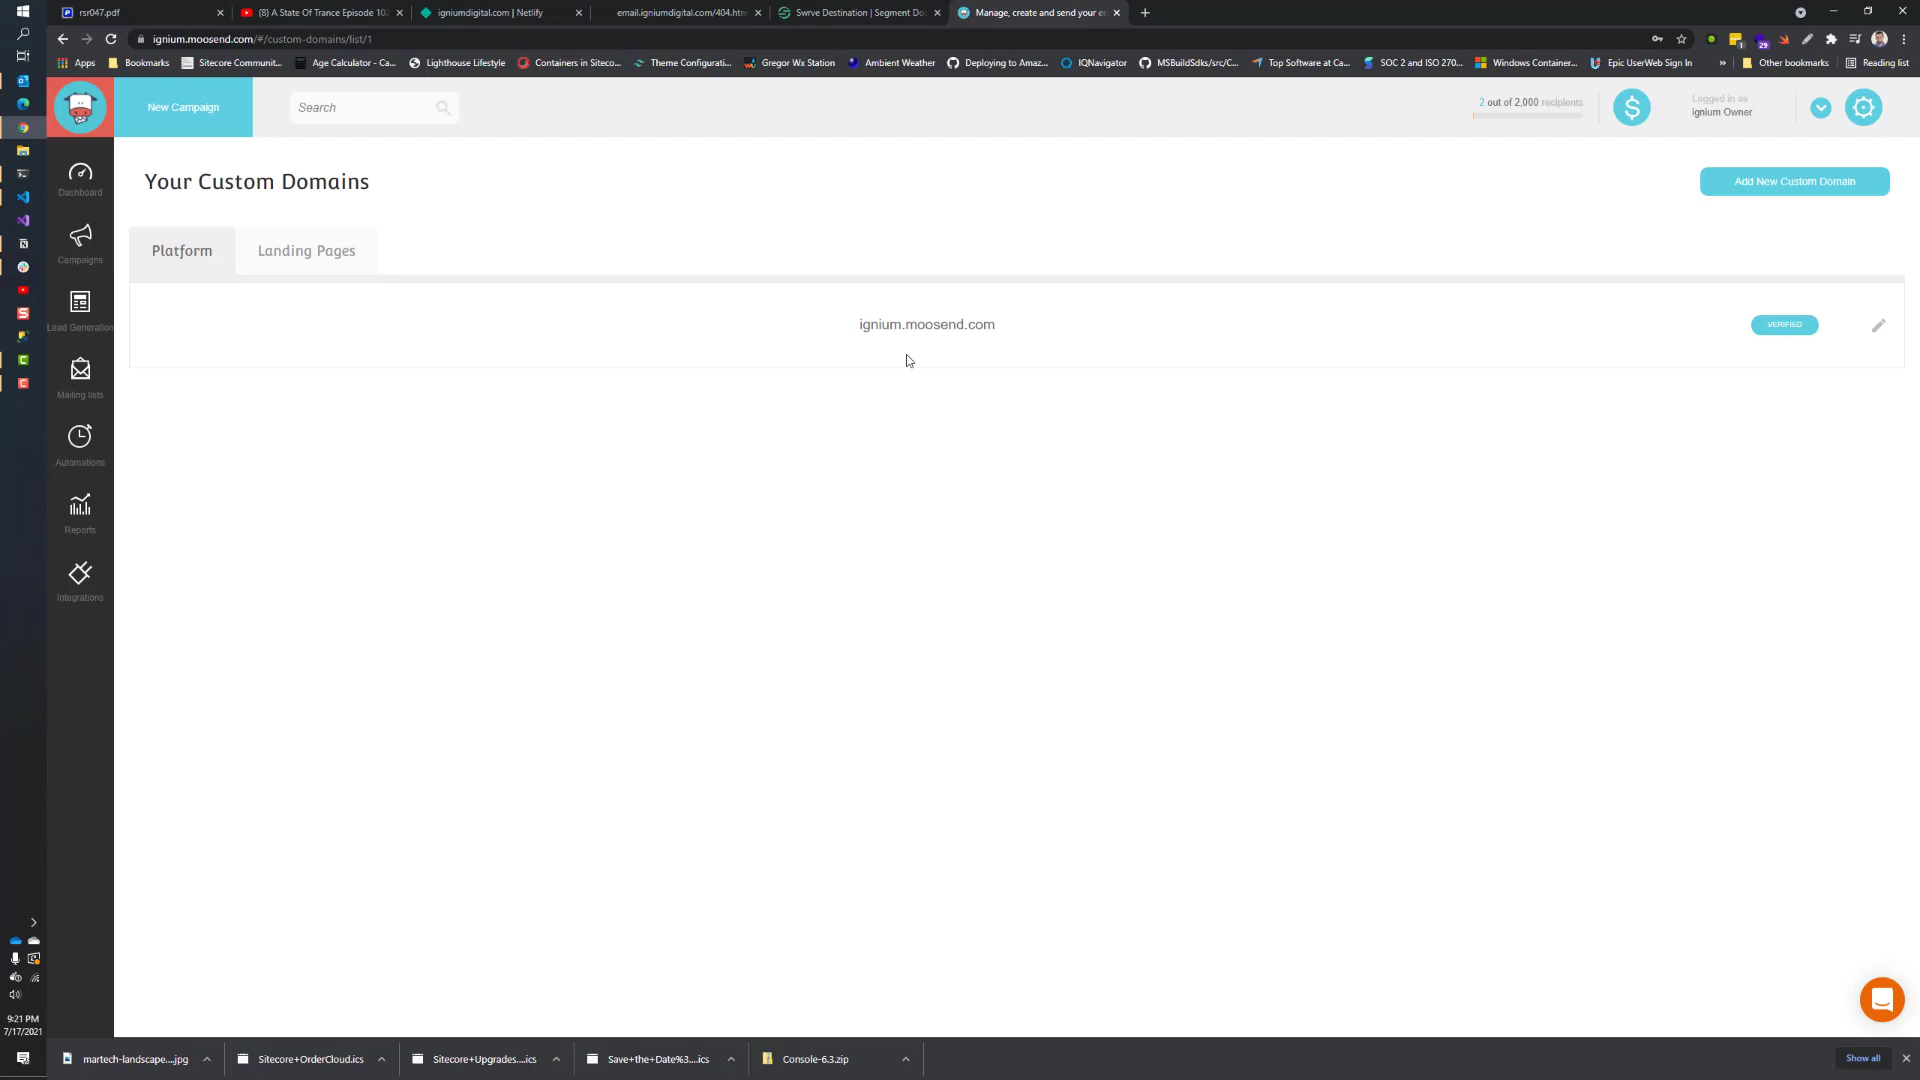 rsr047.pdf
(8) A State Of Trance Episode 102
igniumdigital.com | Netlify
email.igniumdigital.com/404.htm
Swrve Destination | Segment Doc
Manage, create and send your em
ignium.moosend.com/#/custom-domains/list/1
1
29
Apps
Bookmarks
Sitecore Communit...
Age Calculator - Ca...
Lighthouse Lifestyle
Containers in Siteco...
Theme Configurati...
Gregor Wx Station
Ambient Weather
Deploying to Amaz...
IQNavigator
MSBuildSdks/src/C...
Top Software at Ca...
SOC 2 and ISO 270...
Windows Container...
Epic UserWeb Sign In
»
Other bookmarks
Reading list
New Campaign
Search
2 out of 2,000 recipients
$
Logged in as
ignium Owner
Your Custom Domains
Add New Custom Domain
Dashboard
Campaigns
Lead Generation
Mailing lists
Automations
Reports
Integrations
Platform
Landing Pages
ignium.moosend.com
VERIFIED
9:21 PM
7/17/2021
martech-landscape....jpg
Sitecore+OrderCloud.ics
Sitecore+Upgrades....ics
Save+the+Date%3....ics
Console-6.3.zip
Show all